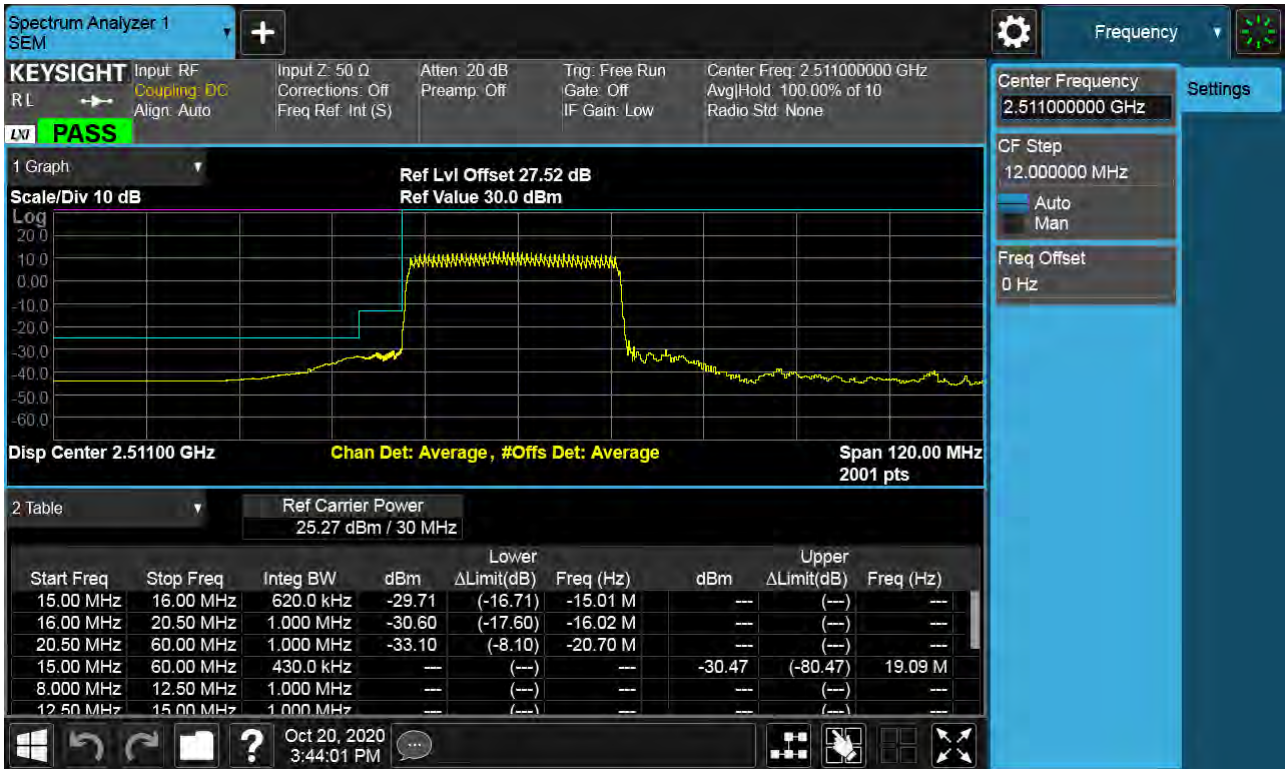 Spectrum Analyzer 1
SEM
+
Frequency
KEYSIGHT
RL
LXI
PASS
Input: RF
Coupling: DC
Align: Auto
Input Z: 50 Ω
Corrections: Off
Freq Ref: Int (S)
Atten: 20 dB
Preamp: Off
Trig: Free Run
Gate: Off
IF Gain: Low
Center Freq: 2.511000000 GHz
Avg|Hold: 100.00% of 10
Radio Std: None
Center Frequency
2.511000000 GHz
Settings
CF Step
12.000000 MHz
Auto
Man
Freq Offset
0 Hz
1 Graph
Scale/Div 10 dB
Ref Lvl Offset 27.52 dB
Ref Value 30.0 dBm
Log
20.0
10.0
0.00
-10.0
-20.0
-30.0
-40.0
-50.0
-60.0
Disp Center 2.51100 GHz
Chan Det: Average, #Offs Det: Average
Span 120.00 MHz
2001 pts
2 Table
Ref Carrier Power
25.27 dBm / 30 MHz
Lower Upper
Start Freq Stop Freq Integ BW dBm ΔLimit(dB) Freq (Hz) dBm ΔLimit(dB) Freq (Hz)
15.00 MHz 16.00 MHz 620.0 kHz -29.71 (-16.71) -15.01 M --- (---) ---
16.00 MHz 20.50 MHz 1.000 MHz -30.60 (-17.60) -16.02 M --- (---) ---
20.50 MHz 60.00 MHz 1.000 MHz -33.10 (-8.10) -20.70 M --- (---) ---
15.00 MHz 60.00 MHz 430.0 kHz --- (---) --- -30.47 (-80.47) 19.09 M
8.000 MHz 12.50 MHz 1.000 MHz --- (---) --- --- (---) ---
12.50 MHz 15.00 MHz 1.000 MHz --- (---) --- --- (---) ---
?
Oct 20, 2020
3:44:01 PM